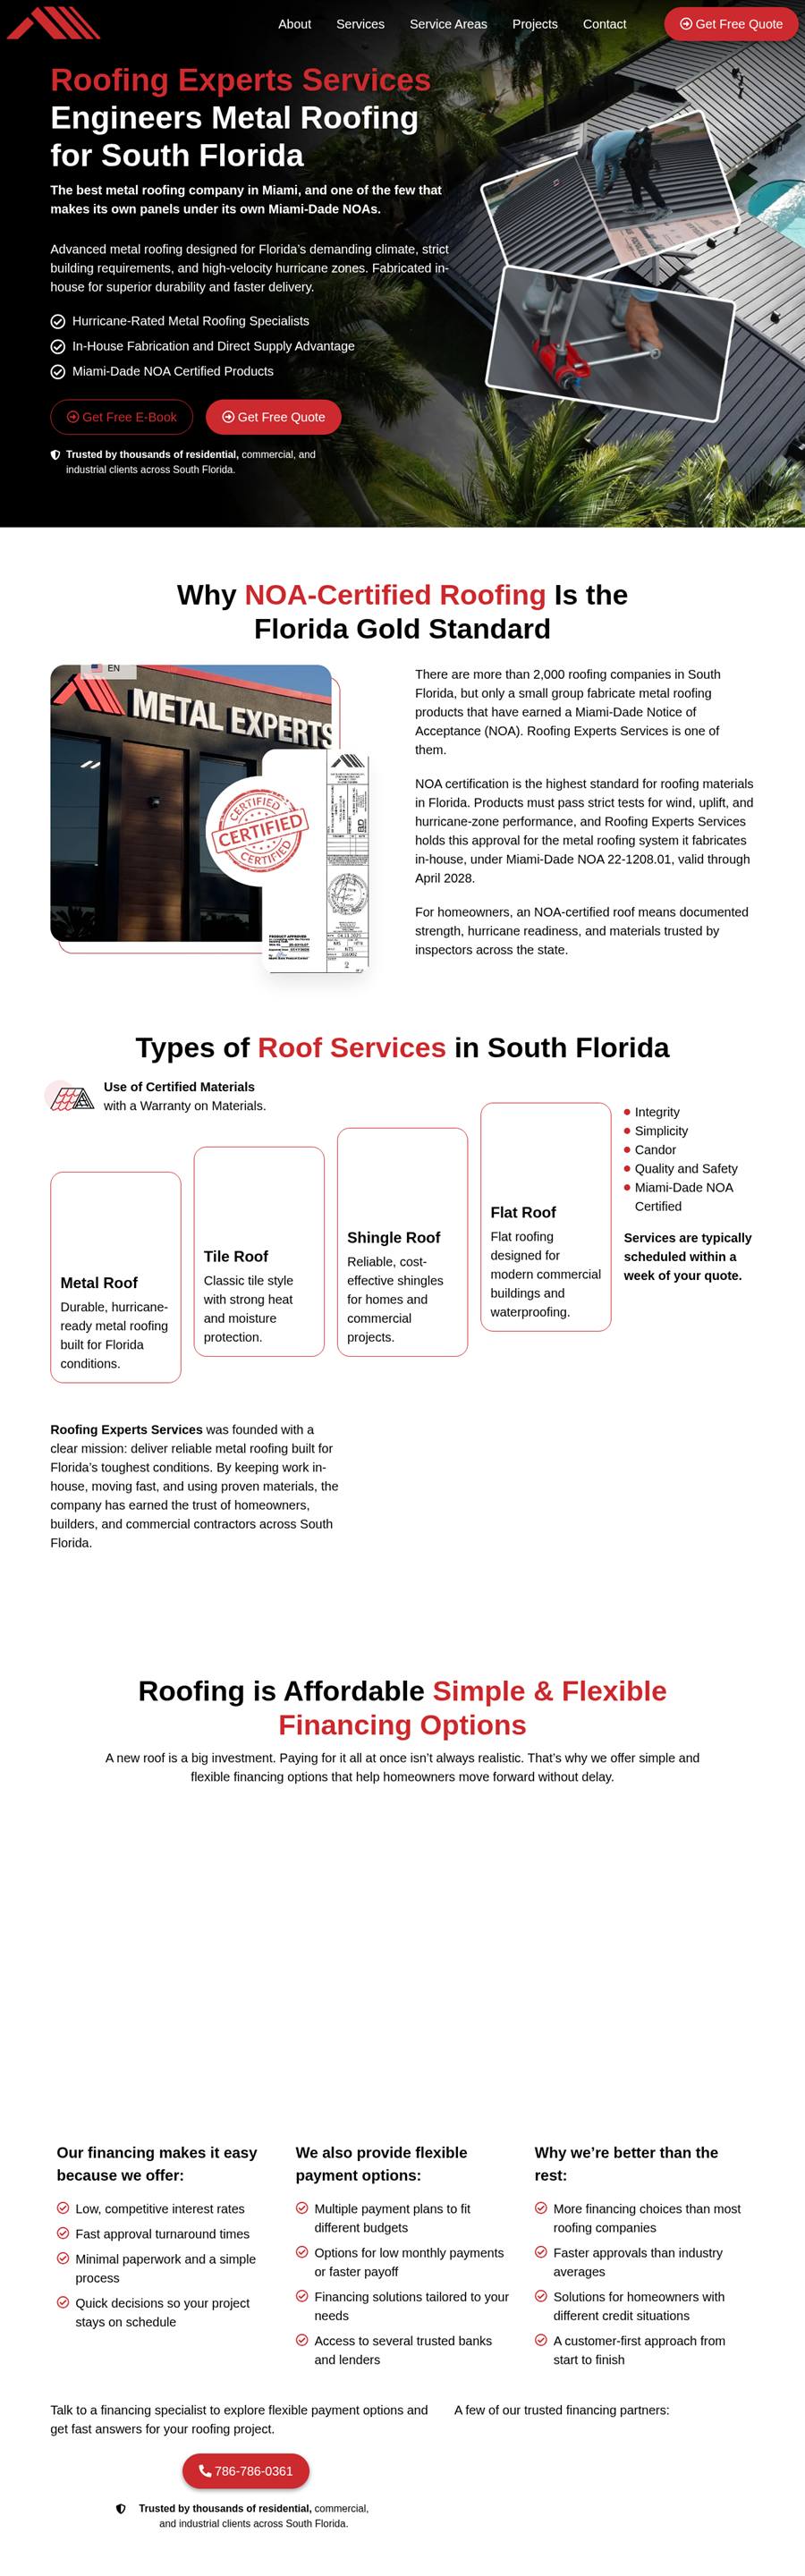 About Services Service Areas Projects Contact Get Free Quote
Roofing Experts Services
Engineers Metal Roofing
for South Florida
The best metal roofing company in Miami, and one of the few that
makes its own panels under its own Miami-Dade NOAs.
Advanced metal roofing designed for Florida’s demanding climate, strict
building requirements, and high-velocity hurricane zones. Fabricated in-
house for superior durability and faster delivery.
Hurricane-Rated Metal Roofing Specialists
In-House Fabrication and Direct Supply Advantage
Miami-Dade NOA Certified Products
Get Free E-Book Get Free Quote
Trusted by thousands of residential, commercial, and
industrial clients across South Florida.
Why NOA-Certified Roofing Is the
Florida Gold Standard
EN
METAL EXPERTS
CERTIFIED
CERTIFIED
CERTIFIED
There are more than 2,000 roofing companies in South
Florida, but only a small group fabricate metal roofing
products that have earned a Miami-Dade Notice of
Acceptance (NOA). Roofing Experts Services is one of
them.
NOA certification is the highest standard for roofing materials
in Florida. Products must pass strict tests for wind, uplift, and
hurricane-zone performance, and Roofing Experts Services
holds this approval for the metal roofing system it fabricates
in-house, under Miami-Dade NOA 22-1208.01, valid through
April 2028.
For homeowners, an NOA-certified roof means documented
strength, hurricane readiness, and materials trusted by
inspectors across the state.
Types of Roof Services in South Florida
Use of Certified Materials
with a Warranty on Materials.
Metal Roof
Durable, hurricane-
ready metal roofing
built for Florida
conditions.
Tile Roof
Classic tile style
with strong heat
and moisture
protection.
Shingle Roof
Reliable, cost-
effective shingles
for homes and
commercial
projects.
Flat Roof
Flat roofing
designed for
modern commercial
buildings and
waterproofing.
Integrity
Simplicity
Candor
Quality and Safety
Miami-Dade NOA
Certified
Services are typically
scheduled within a
week of your quote.
Roofing Experts Services was founded with a
clear mission: deliver reliable metal roofing built for
Florida’s toughest conditions. By keeping work in-
house, moving fast, and using proven materials, the
company has earned the trust of homeowners,
builders, and commercial contractors across South
Florida.
Roofing is Affordable Simple & Flexible
Financing Options
A new roof is a big investment. Paying for it all at once isn’t always realistic. That’s why we offer simple and
flexible financing options that help homeowners move forward without delay.
Our financing makes it easy
because we offer:
Low, competitive interest rates
Fast approval turnaround times
Minimal paperwork and a simple
process
Quick decisions so your project
stays on schedule
We also provide flexible
payment options:
Multiple payment plans to fit
different budgets
Options for low monthly payments
or faster payoff
Financing solutions tailored to your
needs
Access to several trusted banks
and lenders
Why we’re better than the
rest:
More financing choices than most
roofing companies
Faster approvals than industry
averages
Solutions for homeowners with
different credit situations
A customer-first approach from
start to finish
Talk to a financing specialist to explore flexible payment options and
get fast answers for your roofing project.
786-786-0361
Trusted by thousands of residential, commercial,
and industrial clients across South Florida.
A few of our trusted financing partners: